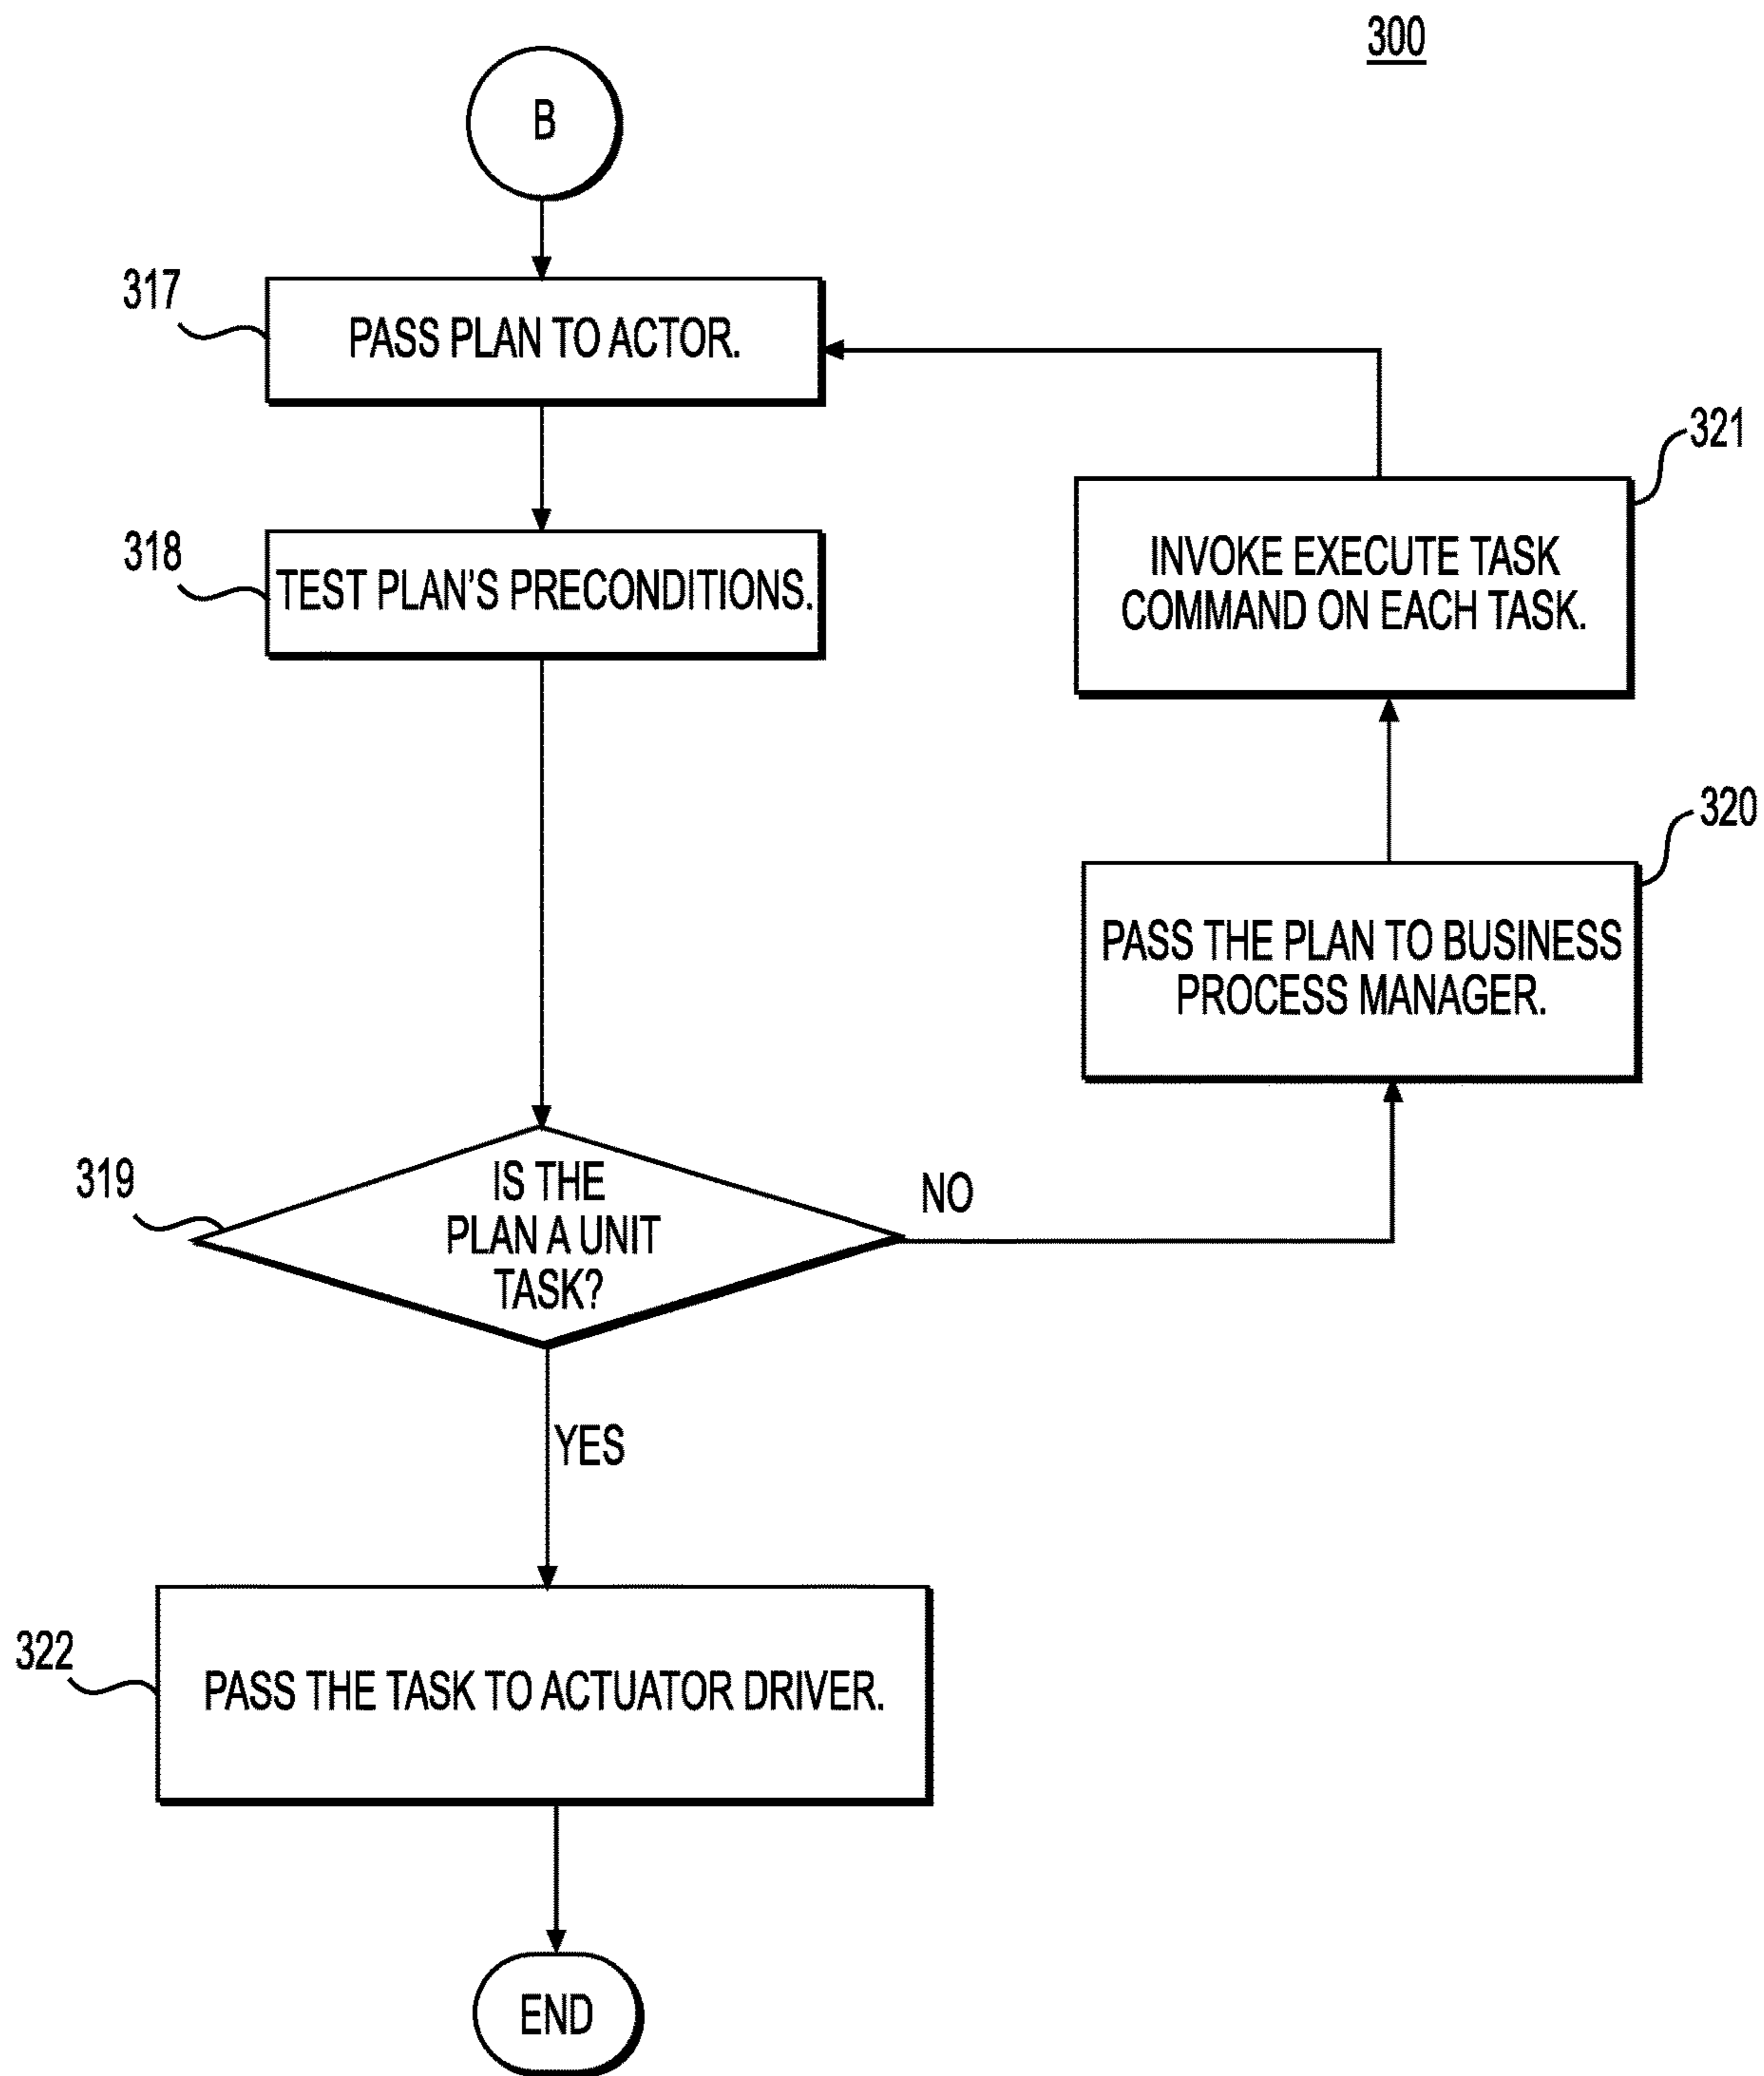 300
B
317
PASS PLAN TO ACTOR.
318
TEST PLAN'S PRECONDITIONS.
321
INVOKE EXECUTE TASK
COMMAND ON EACH TASK.
320
PASS THE PLAN TO BUSINESS
PROCESS MANAGER.
319
IS THE
PLAN A UNIT
TASK?
NO
YES
322
PASS THE TASK TO ACTUATOR DRIVER.
END